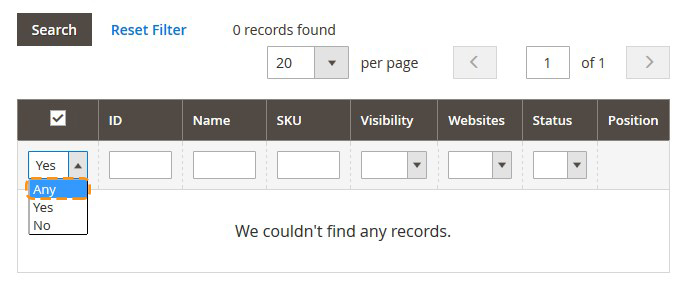 Search Reset Filter 0 records found
20 per page 1 of 1
ID Name SKU Visibility Websites Status Position
Yes
Any
Yes
No
We couldn't find any records.